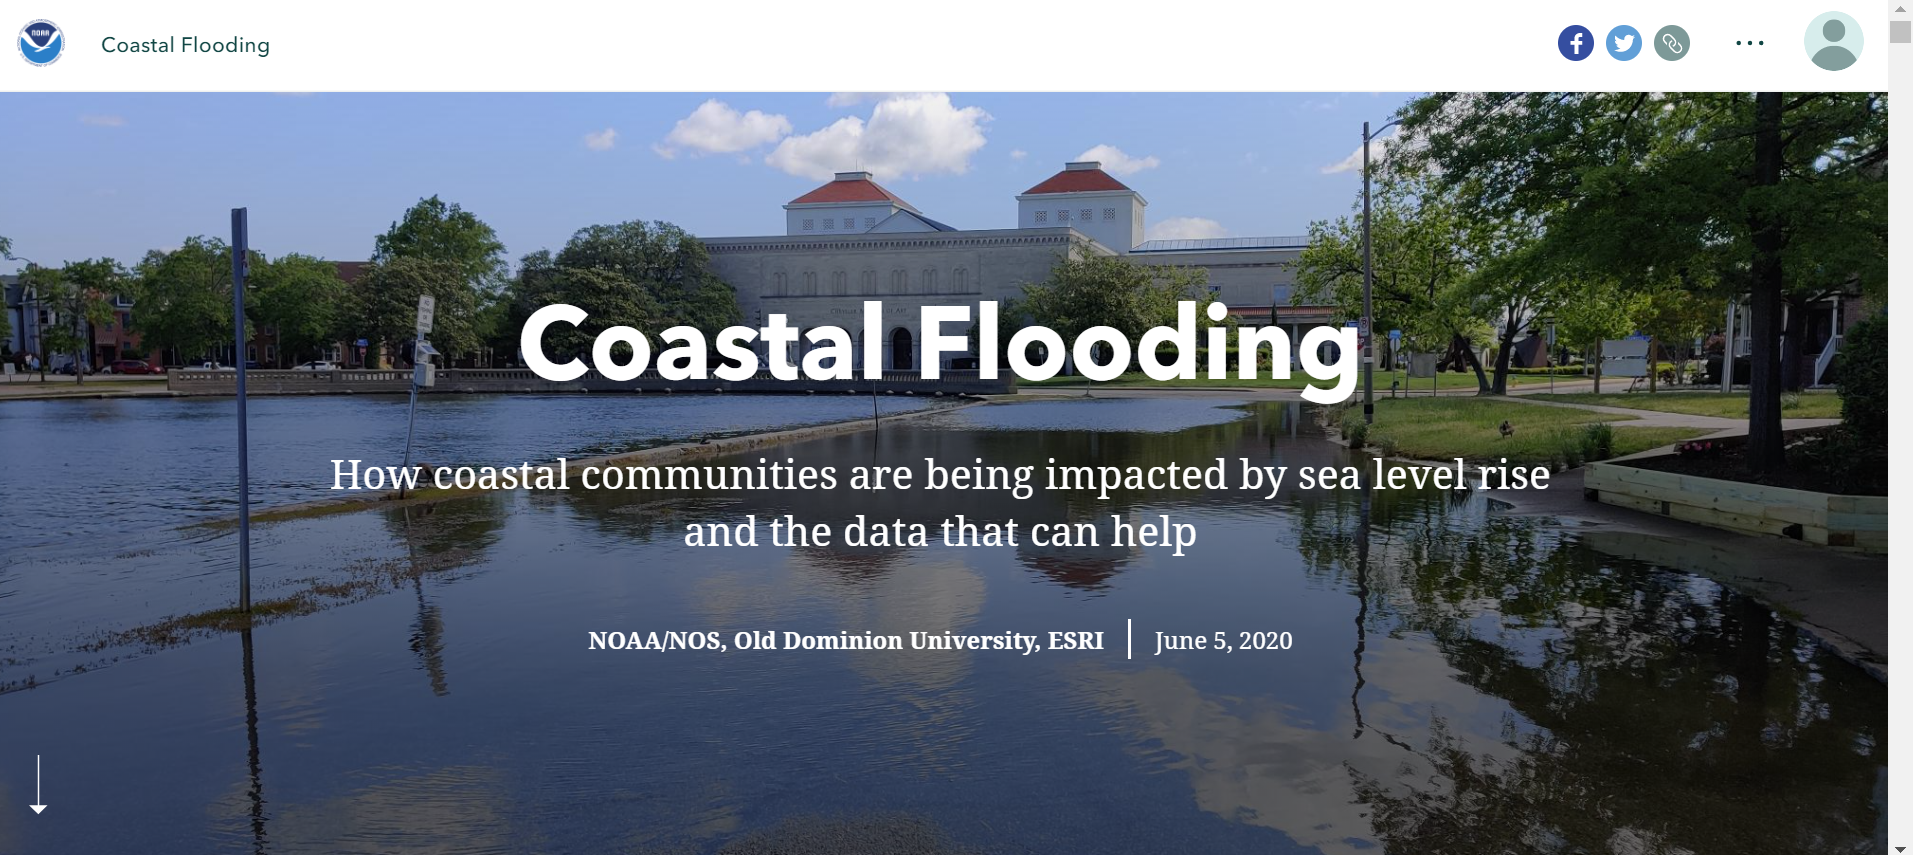 NOAA
Coastal Flooding
Coastal Flooding
How coastal communities are being impacted by sea level rise
and the data that can help
NOAA/NOS, Old Dominion University, ESRI
June 5, 2020